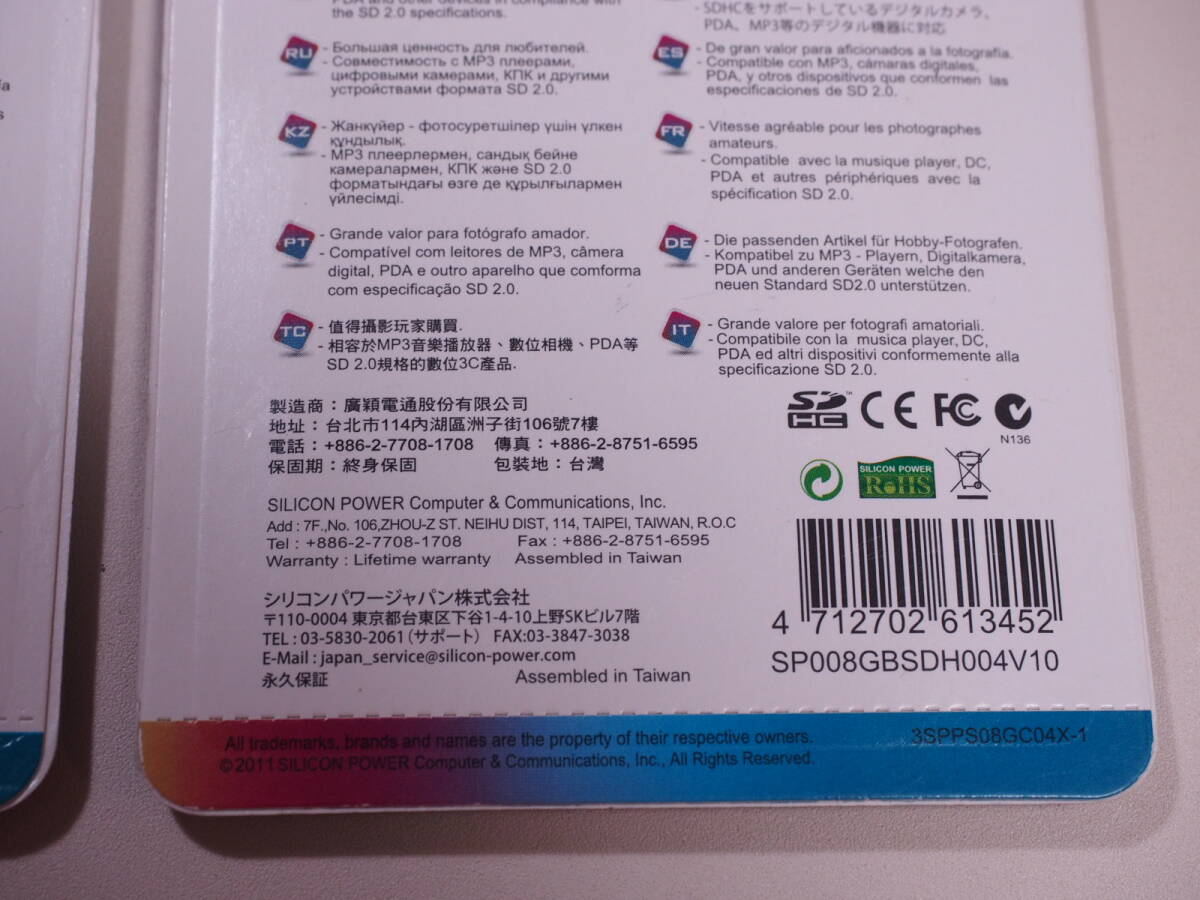 PDA and other devices in compliance with
the SD 2.0 specifications.
RU
- Большая ценность для любителей.
- Совместимость с MP3 плеерами,
цифровыми камерами, КПК и другими
устройствами формата SD 2.0.
KZ
- Жанкүйер - фотосуретшілер үшін үлкен
құндылық.
- MP3 плеерлермен, сандық бейне
камералармен, КПК және SD 2.0
форматындағы өзге де құрылғылармен
үйлесімді.
PT
- Grande valor para fotógrafo amador.
- Compatível com leitores de MP3, câmera
digital, PDA e outro aparelho que comforma
com especificação SD 2.0.
TC
- 值得攝影玩家購買.
- 相容於MP3音樂播放器、數位相機、PDA等
SD 2.0規格的數位3C產品.
- SDHCをサポートしているデジタルカメラ、
PDA、MP3等のデジタル機器に対応
ES
- De gran valor para aficionados a la fotografía.
- Compatible con MP3, cámaras digitales,
PDA, y otros dispositivos que conformen las
especificaciones de SD 2.0.
FR
- Vitesse agréable pour les photographes
amateurs.
- Compatible avec la musique player, DC,
PDA et autres périphériques avec la
spécification SD 2.0.
DE
- Die passenden Artikel für Hobby-Fotografen.
- Kompatibel zu MP3 - Playern, Digitalkamera,
PDA und anderen Geräten welche den
neuen Standard SD2.0 unterstützen.
IT
- Grande valore per fotografi amatoriali.
- Compatibile con la musica player, DC,
PDA ed altri dispositivi conformemente alla
specificazione SD 2.0.
製造商：廣穎電通股份有限公司
地址：台北市114內湖區洲子街106號7樓
電話：+886-2-7708-1708 傳真：+886-2-8751-6595
保固期：終身保固 包裝地：台灣
SILICON POWER Computer & Communications, Inc.
Add : 7F.,No. 106,ZHOU-Z ST. NEIHU DIST, 114, TAIPEI, TAIWAN, R.O.C
Tel : +886-2-7708-1708 Fax : +886-2-8751-6595
Warranty : Lifetime warranty Assembled in Taiwan
シリコンパワージャパン株式会社
〒110-0004 東京都台東区下谷1-4-10上野SKビル7階
TEL : 03-5830-2061（サポート） FAX:03-3847-3038
E-Mail : japan_service@silicon-power.com
永久保証 Assembled in Taiwan
SD HC ™ CE FC
N136
SILICON POWER
RoHS
4 712702 613452
SP008GBSDH004V10
All trademarks, brands and names are the property of their respective owners.
©2011 SILICON POWER Computer & Communications, Inc., All Rights Reserved.
3SPPS08GC04X-1